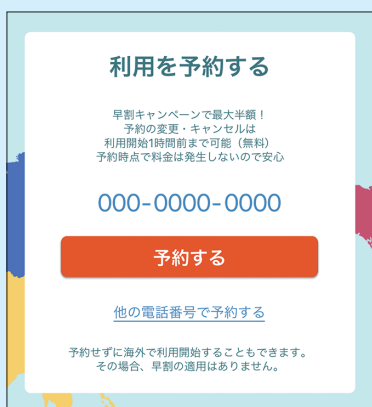 利用を予約する
早割キャンペーンで最大半額！
予約の変更・キャンセルは
利用開始1時間前まで可能（無料）
予約時点で料金は発生しないので安心
000-0000-0000
予約する
他の電話番号で予約する
予約せずに海外で利用開始することもできます。
その場合、早割の適用はありません。